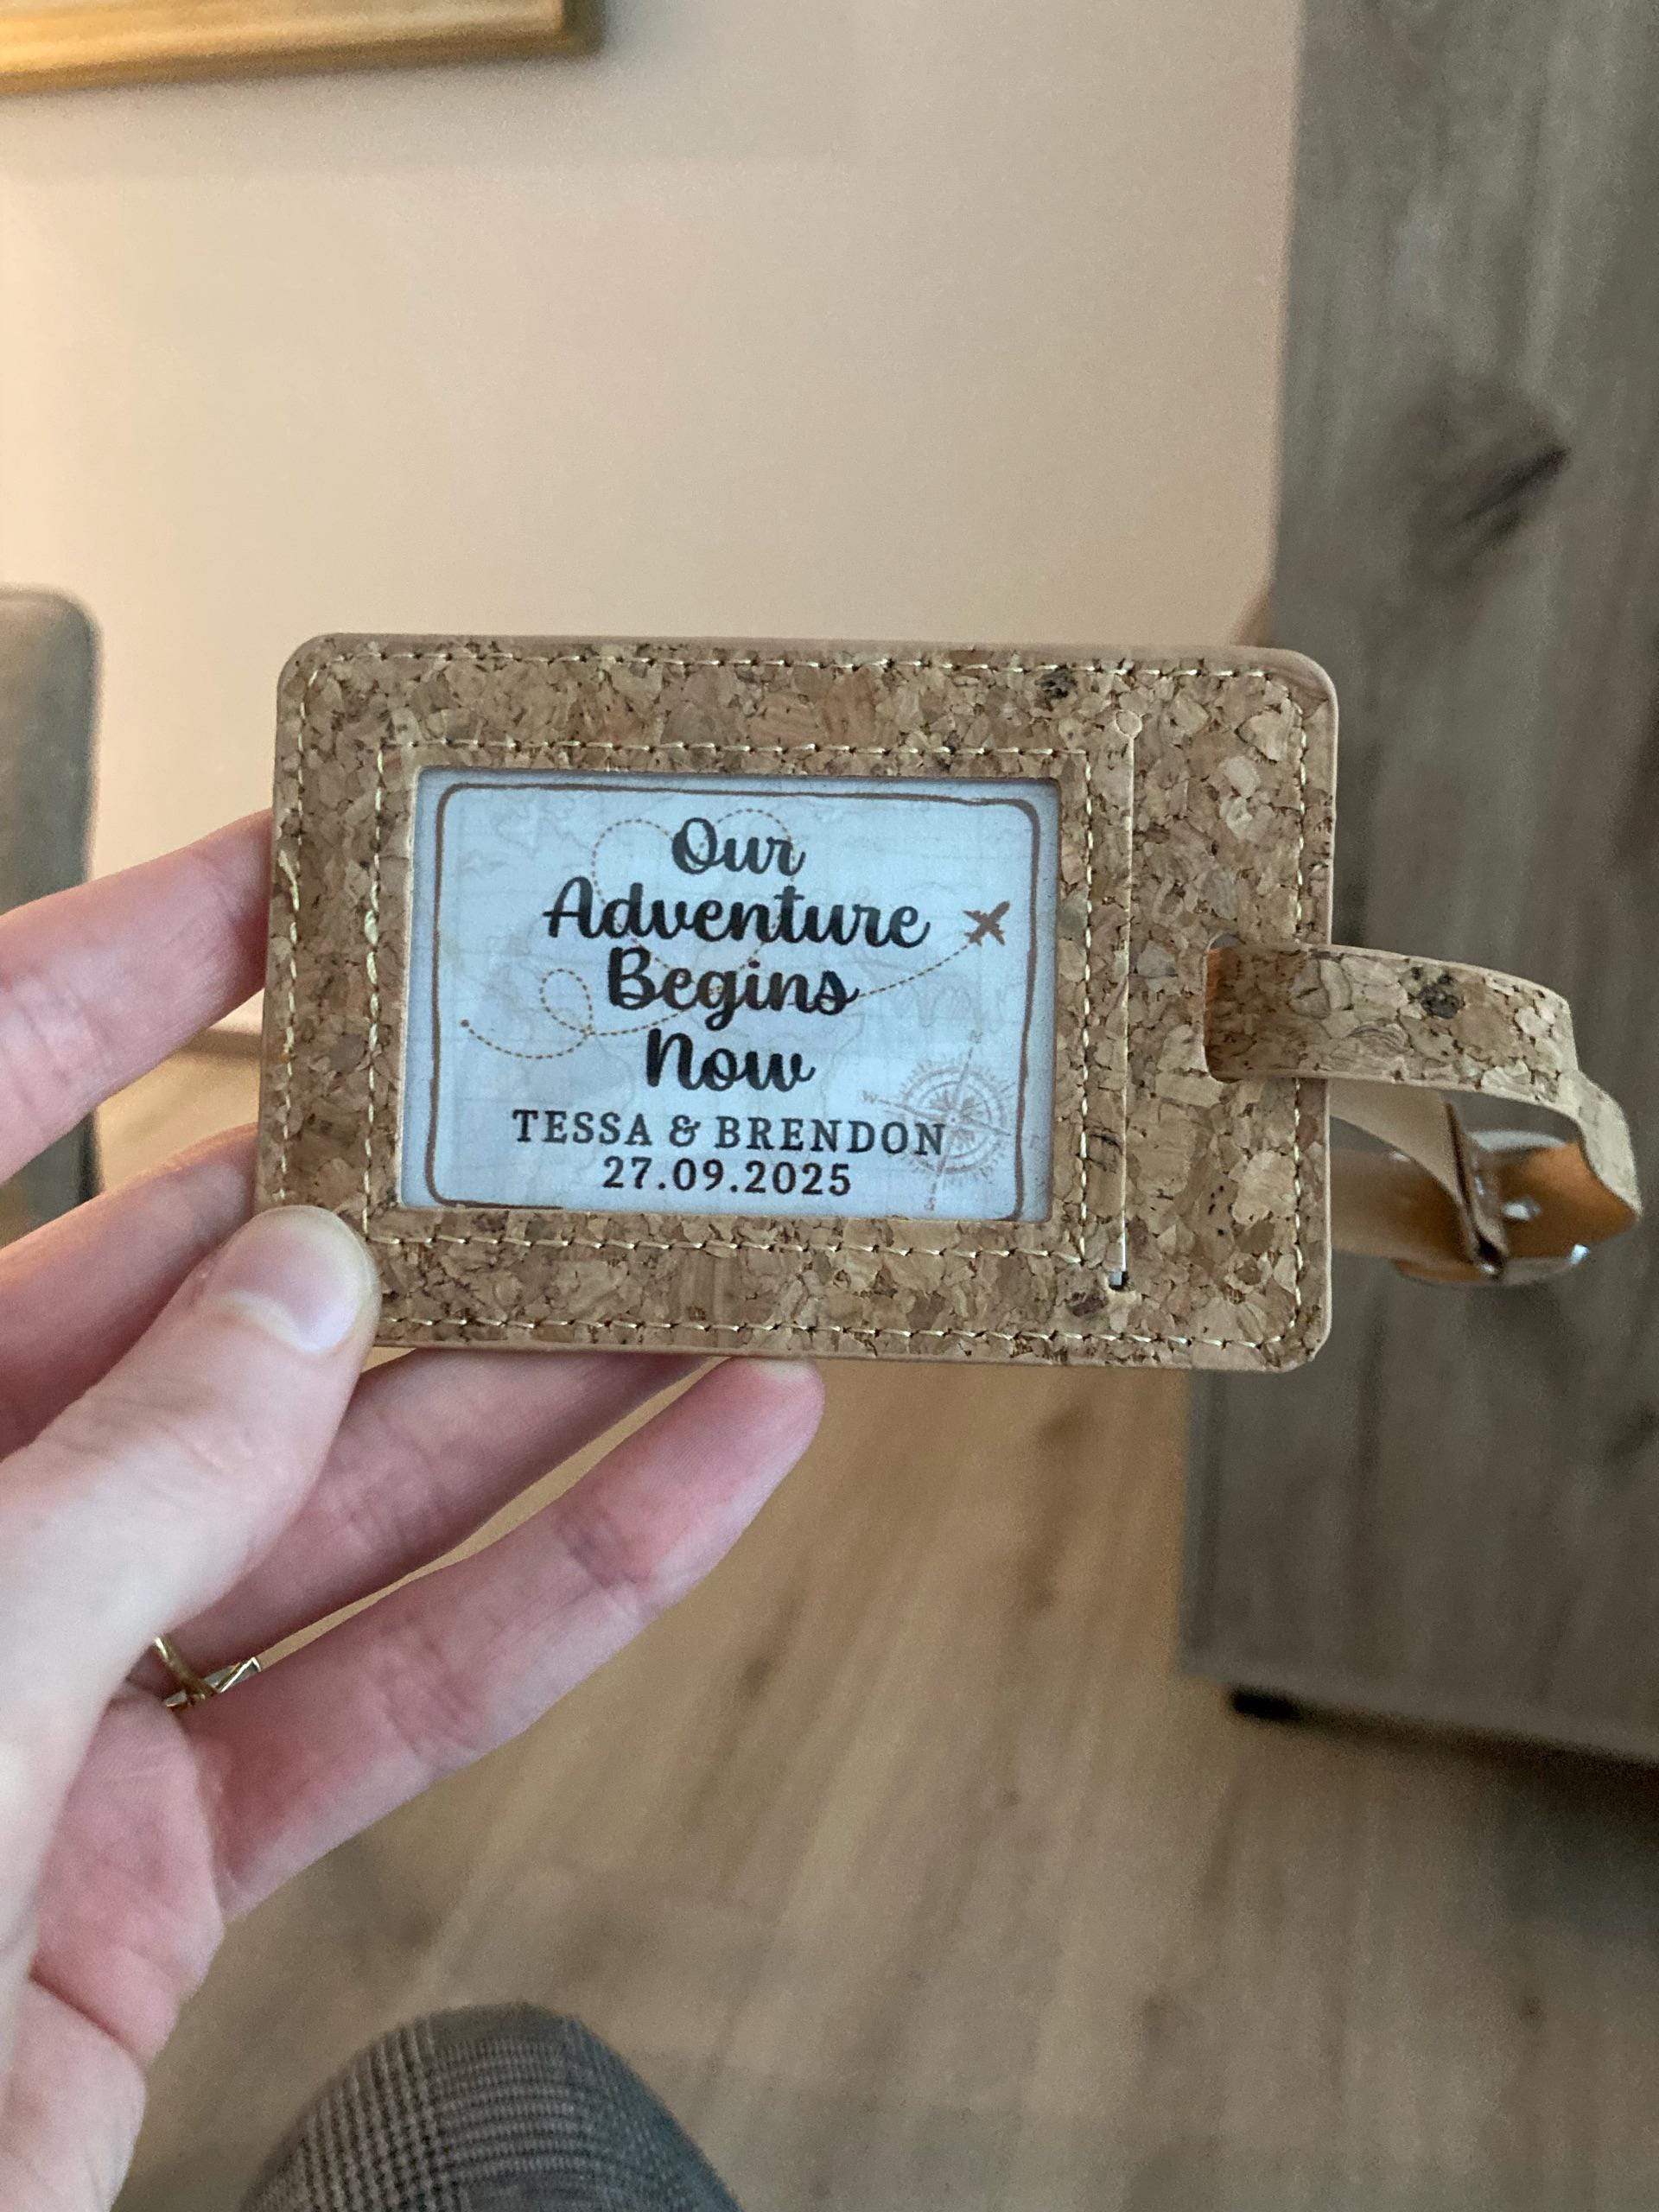 Our
Adventure
Begins
Now
TESSA & BRENDON
27.09.2025
W